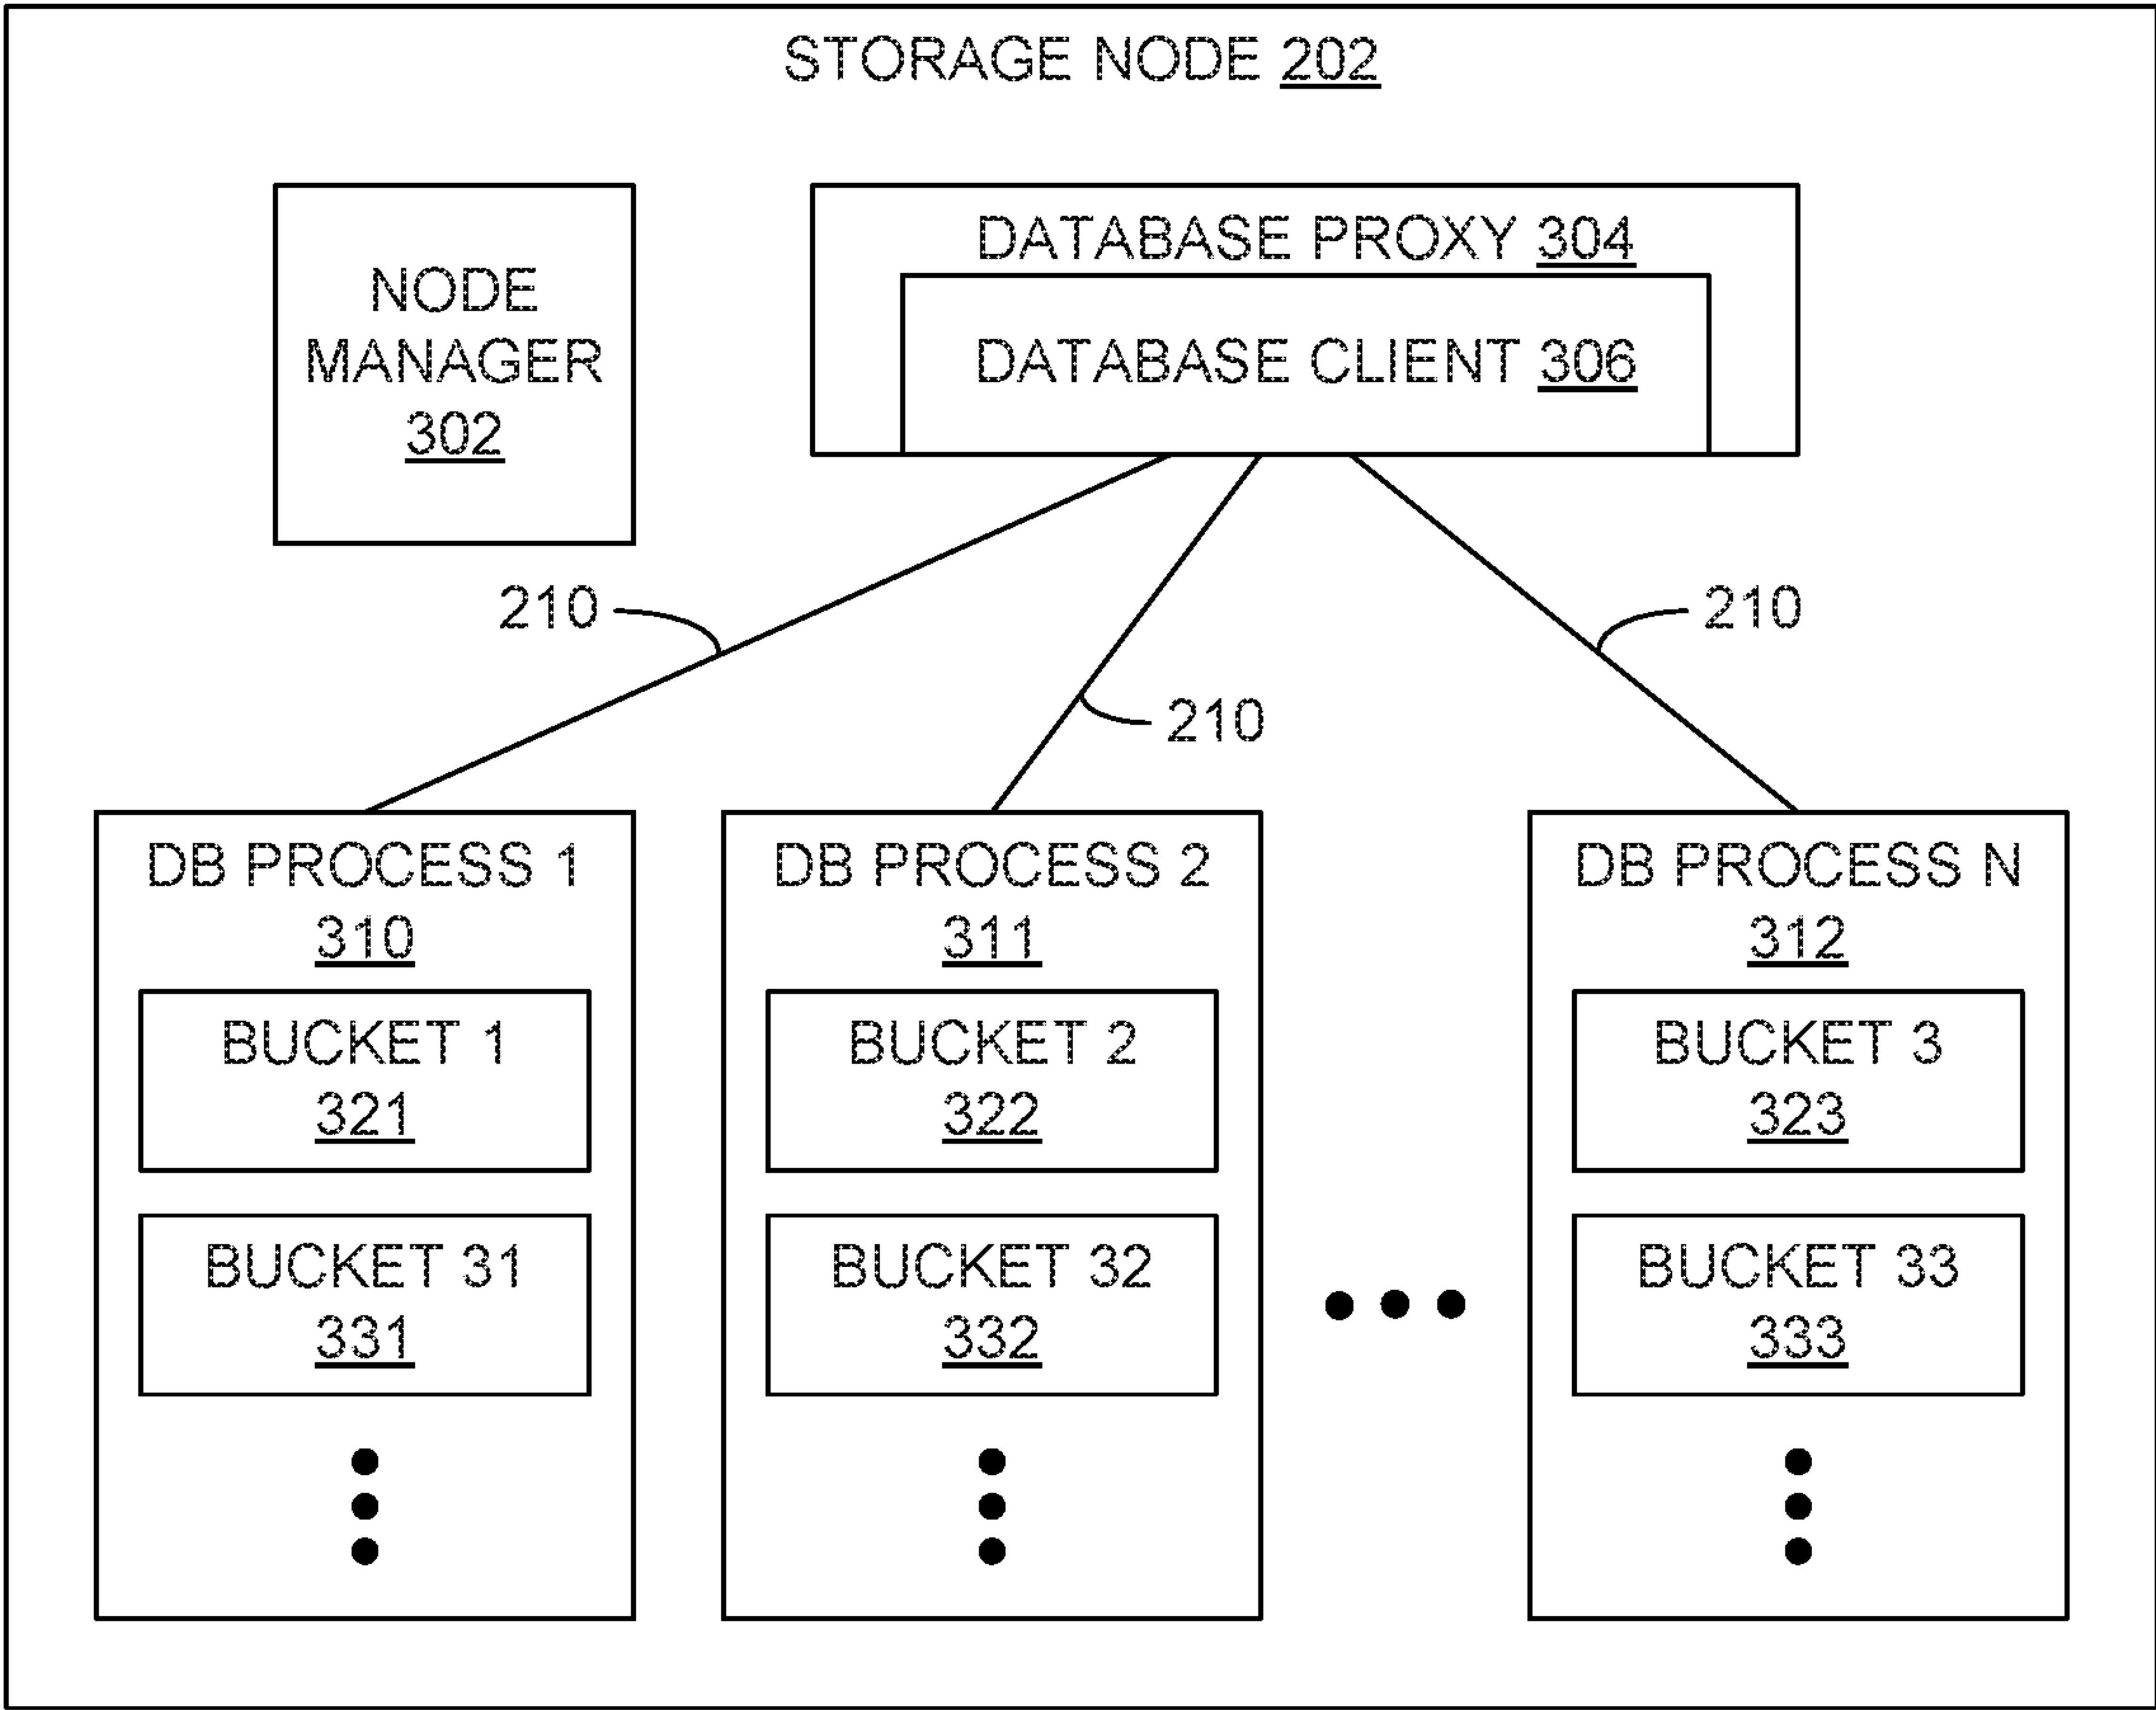 STORAGE NODE 202
NODE
MANAGER
302
DATABASE PROXY 304
DATABASE CLIENT 306
210
210
210
DB PROCESS 1
310
BUCKET 1
321
BUCKET 31
331
DB PROCESS 2
311
BUCKET 2
322
BUCKET 32
332
DB PROCESS N
312
BUCKET 3
323
BUCKET 33
333